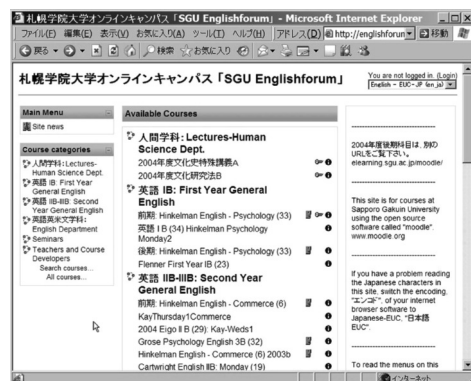 札幌学院大学オンラインキャンパス「SGU Englishforum」 - Microsoft Internet Explorer
ファイル(F) 編集(E) 表示(V) お気に入り(A) ツール(T) ヘルプ(H) アドレス(D) http://englishforum 移動
戻る 検索 お気に入り
札幌学院大学オンラインキャンパス「SGU Englishforum」
You are not logged in. (Login)
English - EUC-JP (en_ja)
Main Menu
Site news
Course categories
人間学科: Lectures-
Human Science Dept.
英語 IB: First Year
General English
英語 IIB-IIIB: Second
Year General English
英語英米文学科:
English Department
Seminars
Teachers and Course
Developers
Search courses...
All courses...
Available Courses
人間学科: Lectures-Human
Science Dept.
2004年度文化史特殊講義A
2004年度文化研究法B
英語 IB: First Year General
English
前期: Hinkelman English - Psychology (33)
英語 I B (34) Hinkelman Psychology
Monday2
後期: Hinkelman English - Psychology (33)
Flenner First Year IB (23)
英語 IIB-IIIB: Second Year
General English
前期: Hinkelman English - Commerce (6)
KayThursday1Commerce
2004 Eigo II B (29): Kay-Weds1
Grose Psychology English 3B (32)
Hinkelman English - Commerce (6) 2003b
Cartwright English IIB: Monday (19)
2004年度後期科目は、別の
URLをご覧下さい。
elearning.sgu.ac.jp/moodle/
This site is for courses at
Sapporo Gakuin University
using the open source
software called "moodle".
www.moodle.org
If you have a problem reading
the Japanese characters in
this site, switch the encoding,
"エンコード", of your internet
browser software to
Japanese-EUC, "日本語
EUC".
To read the menus on this
インターネット